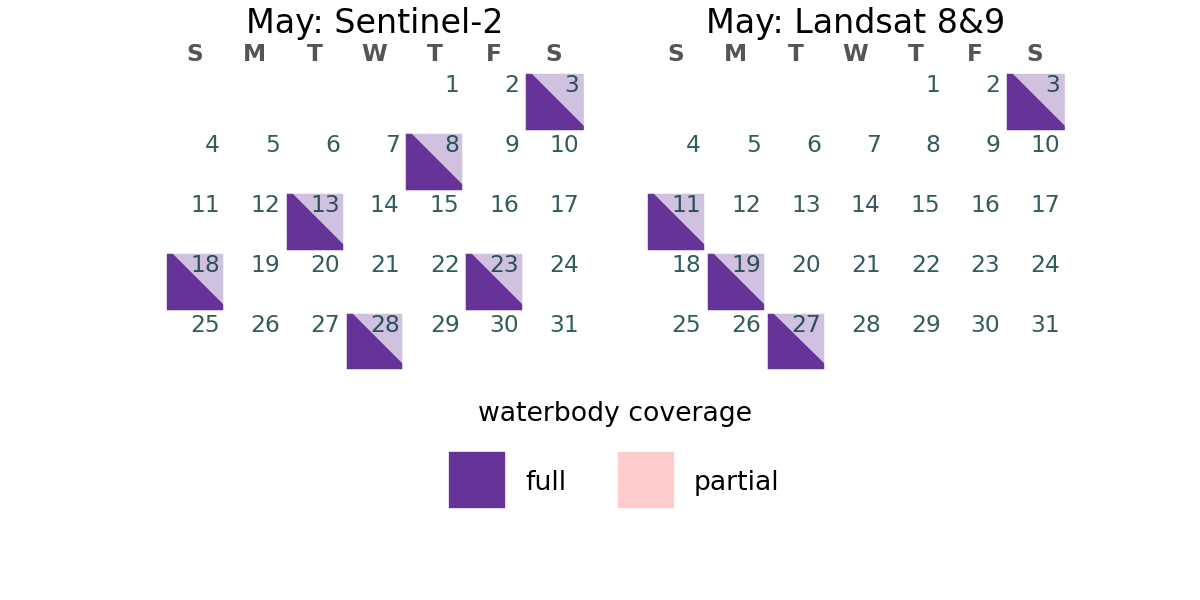 May: Sentinel-2
S M T W T F S
1 2 3
4 5 6 7 8 9 10
11 12 13 14 15 16 17
18 19 20 21 22 23 24
25 26 27 28 29 30 31
May: Landsat 8&9
S M T W T F S
1 2 3
4 5 6 7 8 9 10
11 12 13 14 15 16 17
18 19 20 21 22 23 24
25 26 27 28 29 30 31
waterbody coverage
full
partial